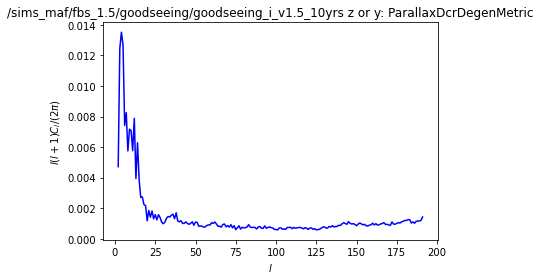 /sims_maf/fbs_1.5/goodseeing/goodseeing_i_v1.5_10yrs z or y: ParallaxDcrDegenMetric
0.014
0.012
0.010
0.008
0.006
0.004
0.002
0.000
l(l + 1)C_l/(2π)
0 25 50 75 100 125 150 175 200
l